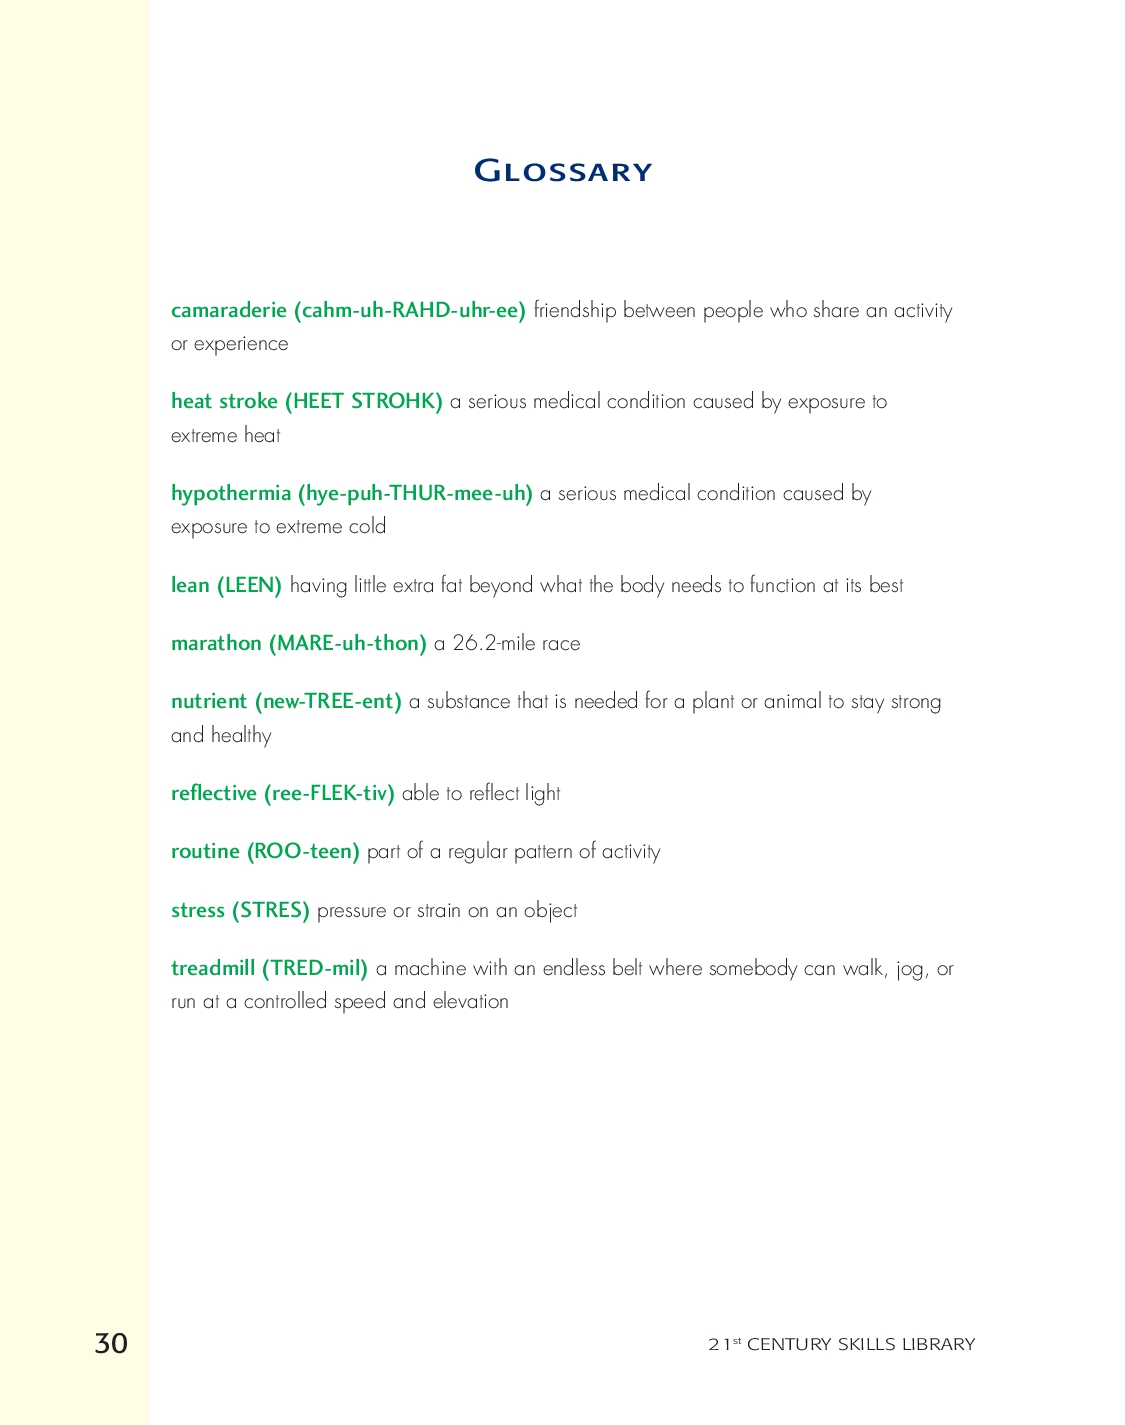 GLOSSARY
camaraderie (cahm-uh-RAHD-uhr-ee) friendship between people who share an activity
or experience
heat stroke (HEET STROHK) a serious medical condition caused by exposure to
extreme heat
hypothermia (hye-puh-THUR-mee-uh) a serious medical condition caused by
exposure to extreme cold
lean (LEEN) having little extra fat beyond what the body needs to function at its best
marathon (MARE-uh-thon) a 26.2-mile race
nutrient (new-TREE-ent) a substance that is needed for a plant or animal to stay strong
and healthy
reflective (ree-FLEK-tiv) able to reflect light
routine (ROO-teen) part of a regular pattern of activity
stress (STRES) pressure or strain on an object
treadmill (TRED-mil) a machine with an endless belt where somebody can walk, jog, or
run at a controlled speed and elevation
30
21st CENTURY SKILLS LIBRARY